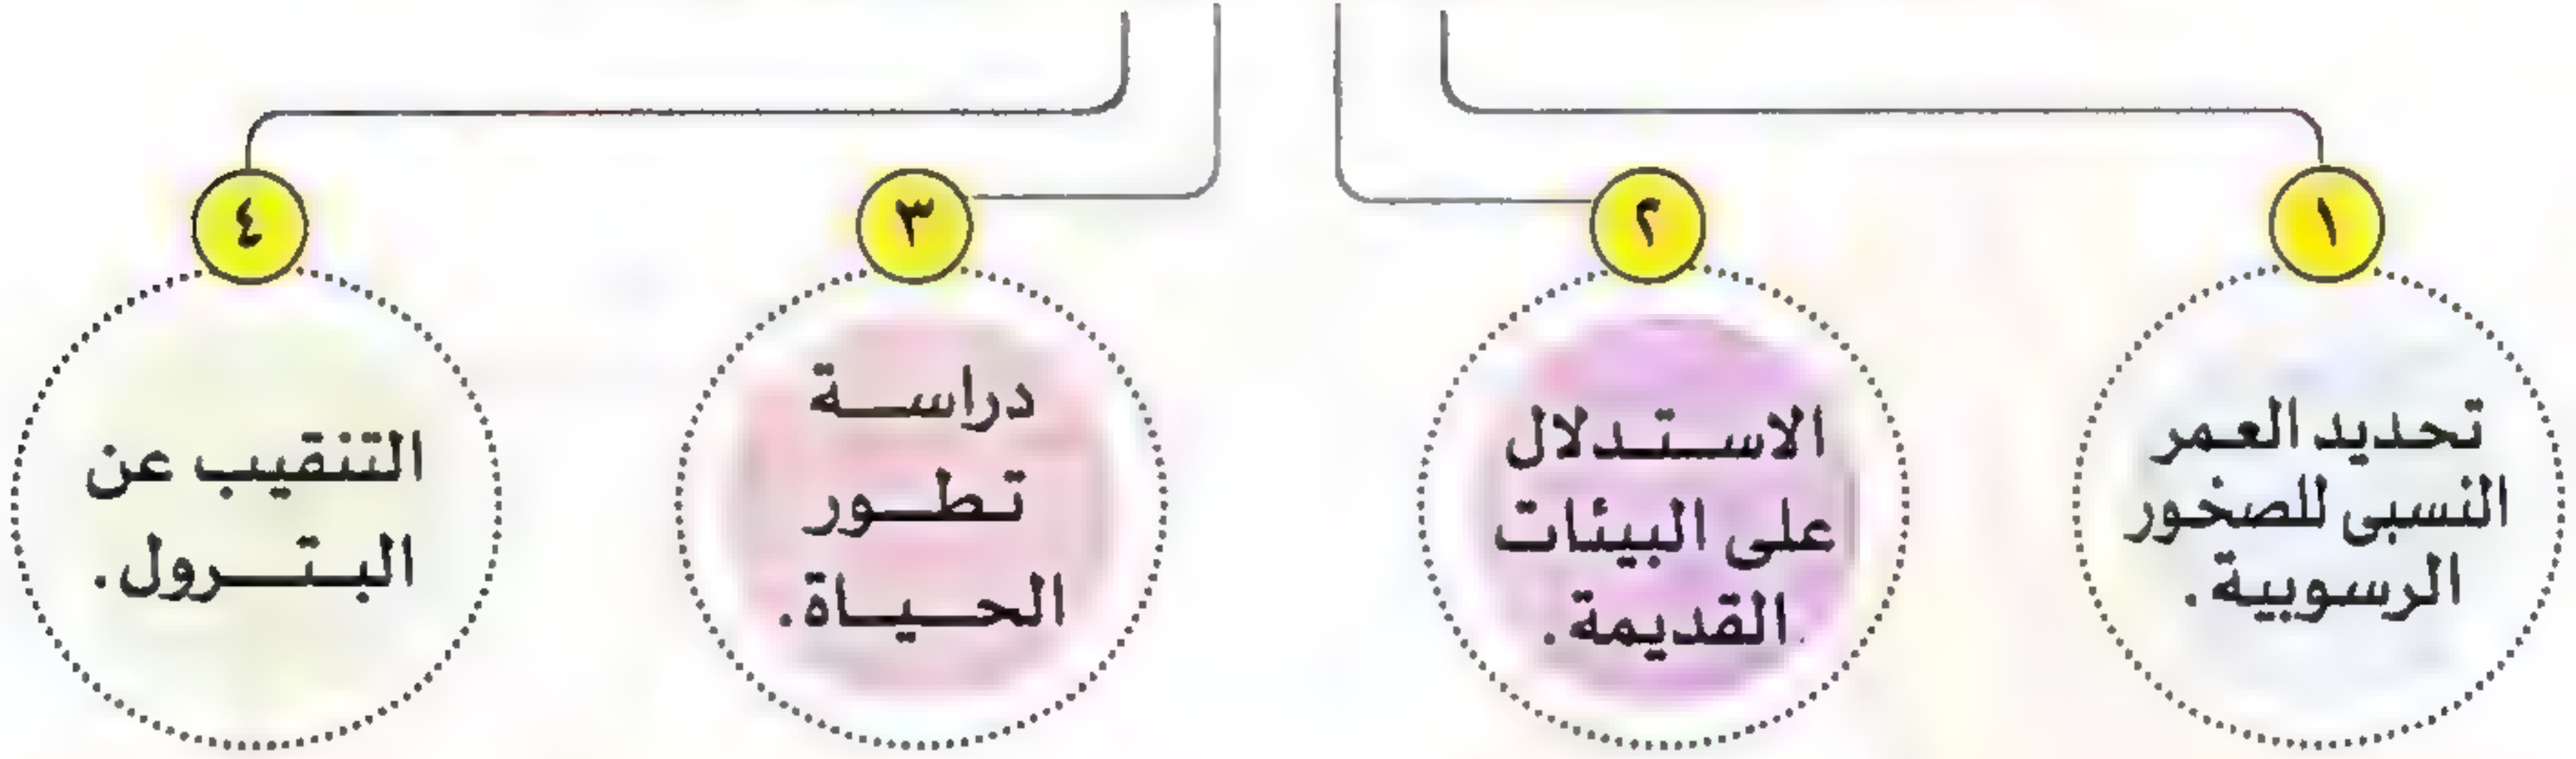 ١
تحديد العمر
النسبى للصخور
الرسوبية.
٢
الاستدلال
على البيئات
القديمة.
٣
دراسة
تطور
الحياة.
٤
التنقيب عن
البترول.